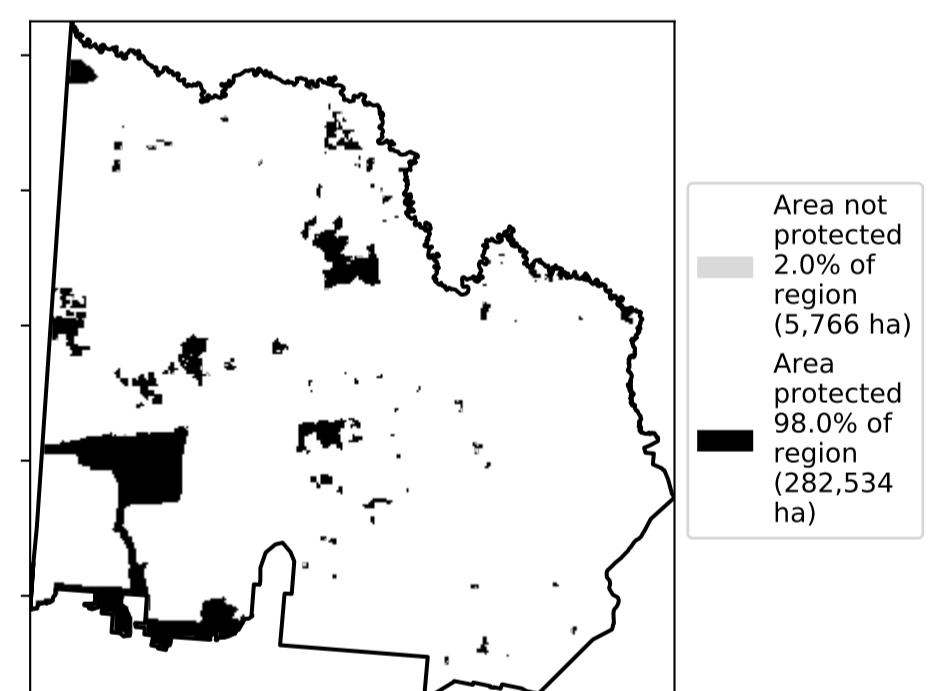 Area not
protected
2.0% of
region
(5,766 ha)
Area
protected
98.0% of
region
(282,534
ha)